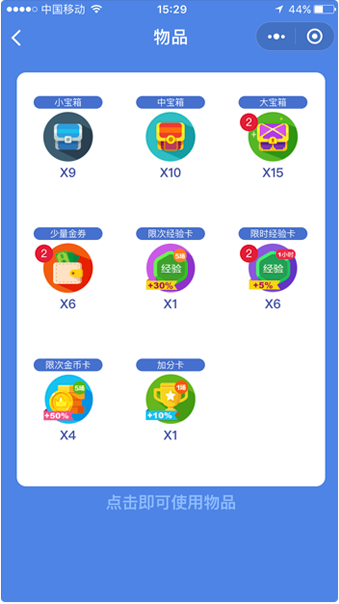 中国移动 15:29 44%
物品
小宝箱 中宝箱 大宝箱
2
X9 X10 X15
少量金券 限次经验卡 限时经验卡
2 5局 2 1小时
经验 经验
+30% +5%
X6 X1 X6
限次金币卡 加分卡
5局 1局
+50% +10%
X4 X1
点击即可使用物品